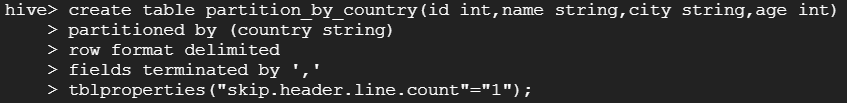 hive> create table partition_by_country(id int,name string,city string,age int)
    > partitioned by (country string)
    > row format delimited
    > fields terminated by ','
    > tblproperties("skip.header.line.count"="1");